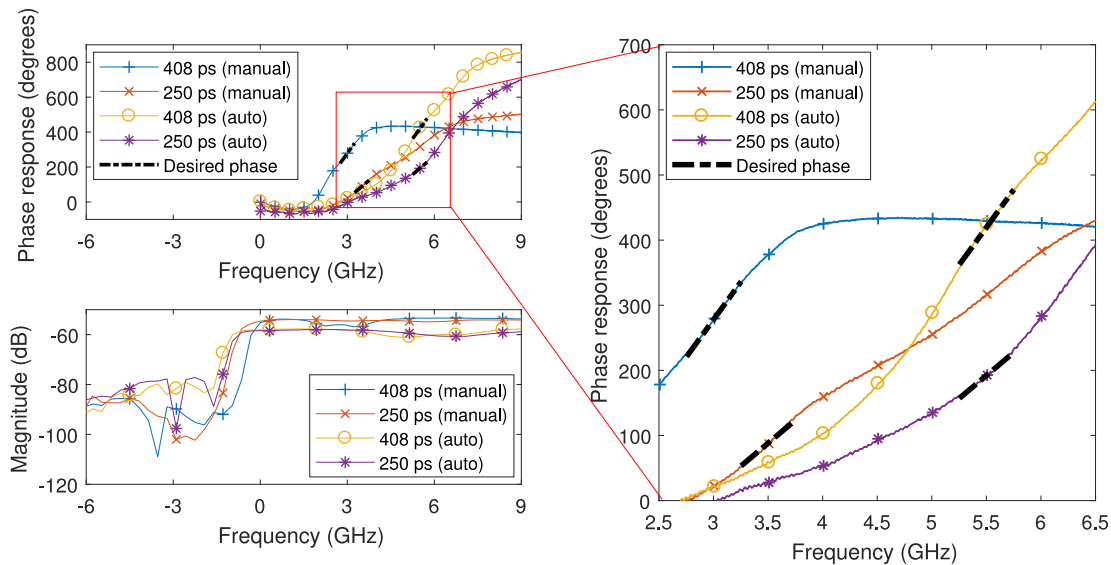 Phase response (degrees)
800
600
400
200
0
-6
-3
0
3
6
9
Frequency (GHz)
408 ps (manual)
250 ps (manual)
408 ps (auto)
250 ps (auto)
Desired phase
Magnitude (dB)
-60
-80
-100
-120
-6
-3
0
3
6
9
Frequency (GHz)
408 ps (manual)
250 ps (manual)
408 ps (auto)
250 ps (auto)
Phase response (degrees)
700
600
500
400
300
200
100
0
2.5
3
3.5
4
4.5
5
5.5
6
6.5
Frequency (GHz)
408 ps (manual)
250 ps (manual)
408 ps (auto)
250 ps (auto)
Desired phase